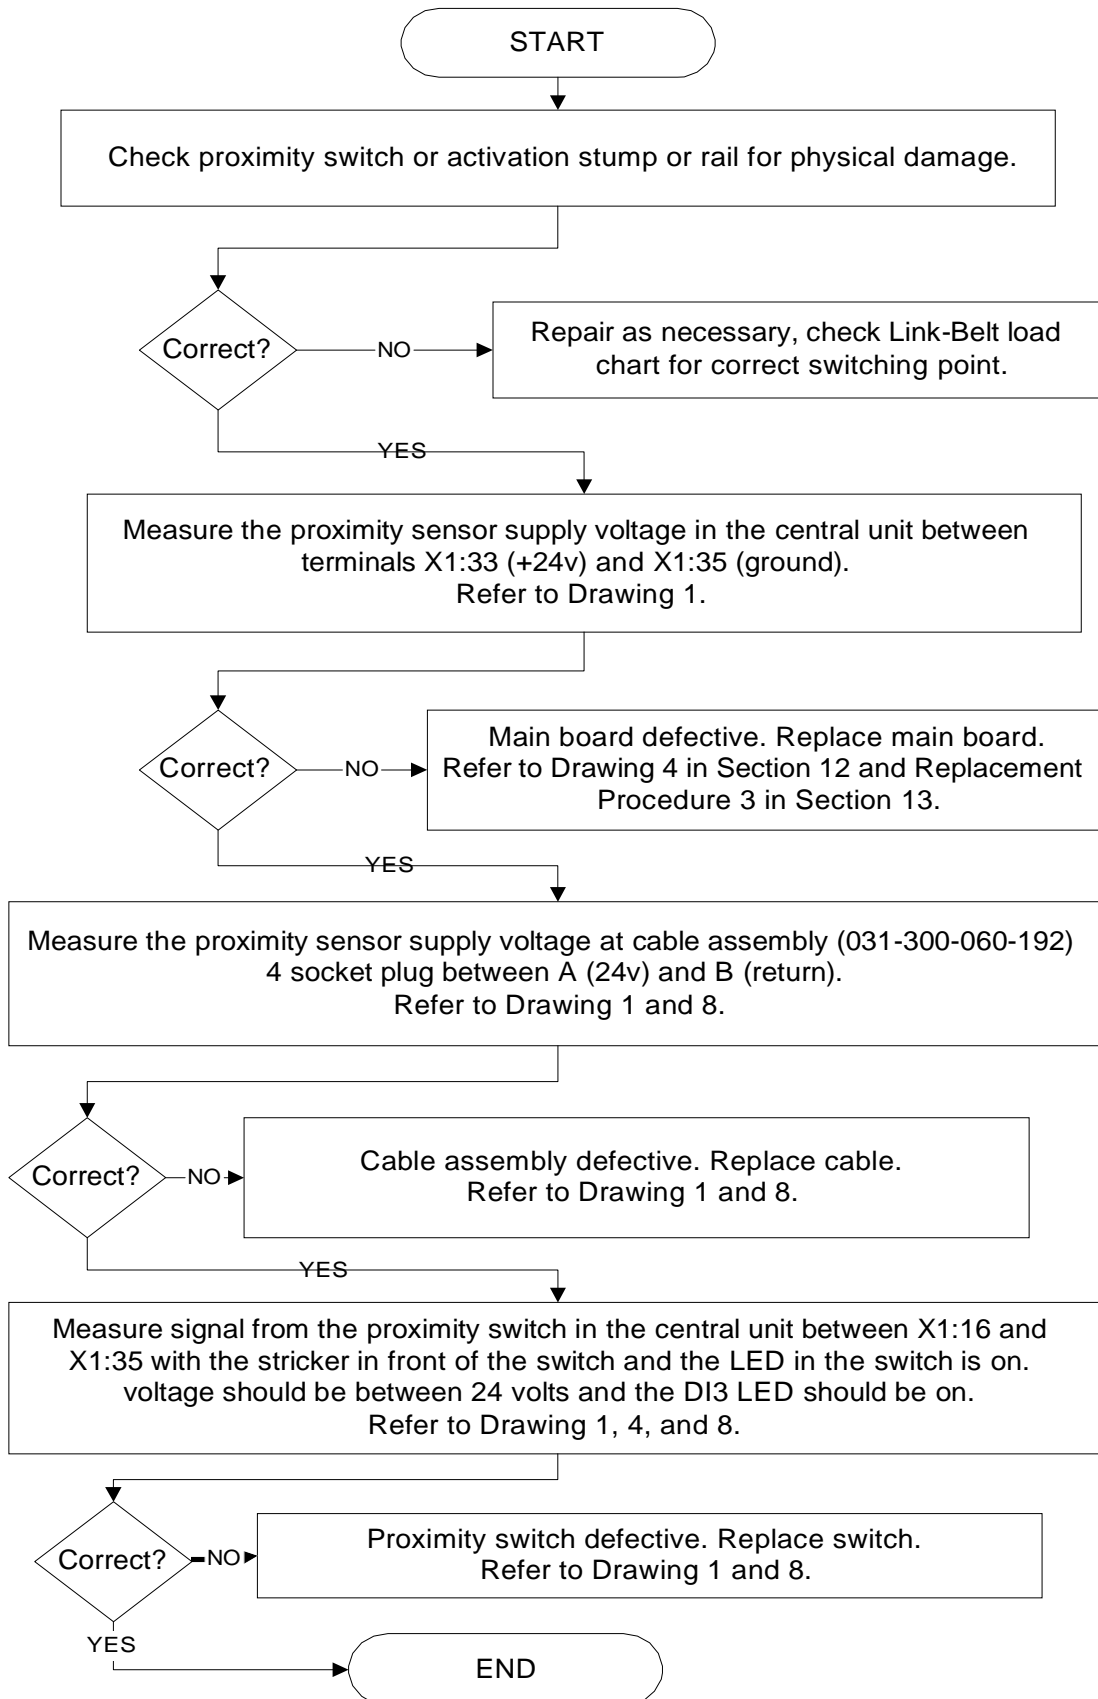 START
Check proximity switch or activation stump or rail for physical damage.
Correct?
NO
Repair as necessary, check Link-Belt load
chart for correct switching point.
YES
Measure the proximity sensor supply voltage in the central unit between
terminals X1:33 (+24v) and X1:35 (ground).
Refer to Drawing 1.
Correct?
NO
Main board defective. Replace main board.
Refer to Drawing 4 in Section 12 and Replacement
Procedure 3 in Section 13.
YES
Measure the proximity sensor supply voltage at cable assembly (031-300-060-192)
4 socket plug between A (24v) and B (return).
Refer to Drawing 1 and 8.
Correct?
NO
Cable assembly defective. Replace cable.
Refer to Drawing 1 and 8.
YES
Measure signal from the proximity switch in the central unit between X1:16 and
X1:35 with the stricker in front of the switch and the LED in the switch is on.
voltage should be between 24 volts and the DI3 LED should be on.
Refer to Drawing 1, 4, and 8.
Correct?
NO
Proximity switch defective. Replace switch.
Refer to Drawing 1 and 8.
YES
END